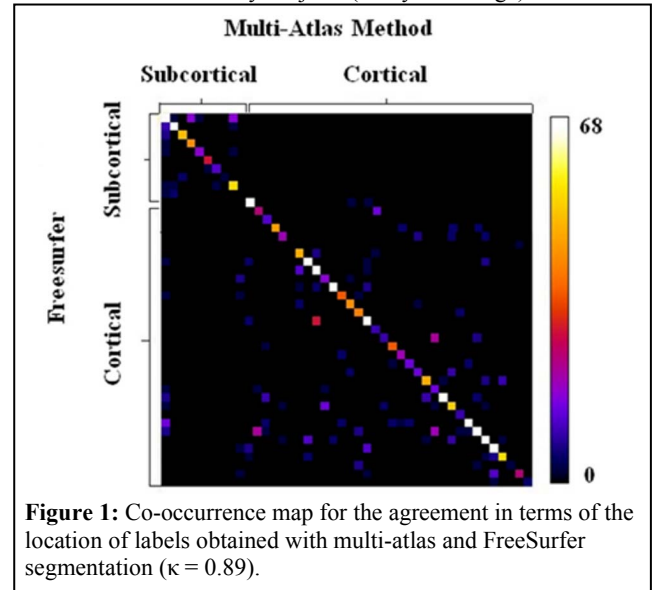 Multi-Atlas Method
Subcortical Cortical
Subcortical
Freesurfer
Cortical
68
0
Figure 1: Co-occurrence map for the agreement in terms of the
location of labels obtained with multi-atlas and FreeSurfer
segmentation (κ = 0.89).